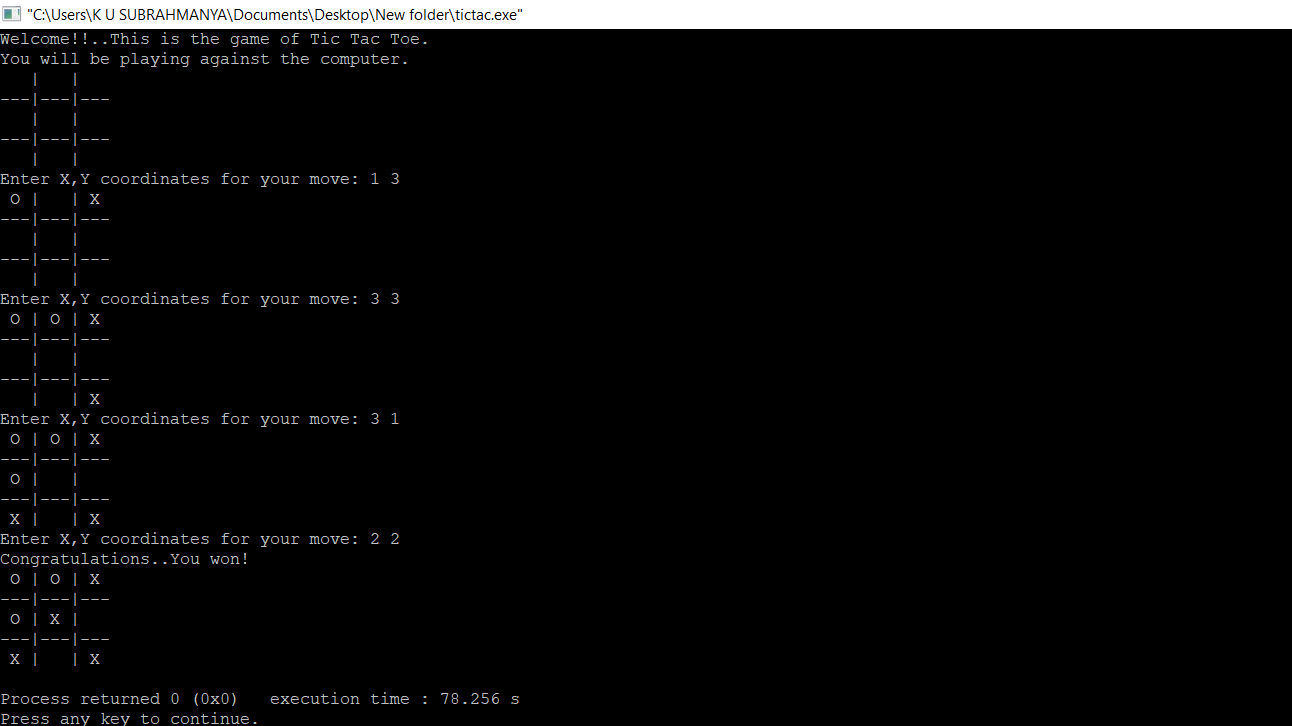 "C:\Users\K U SUBRAHMANYA\Documents\Desktop\New folder\tictac.exe"
Welcome!!..This is the game of Tic Tac Toe.
You will be playing against the computer.
   |   |
---|---|---
   |   |
---|---|---
   |   |
Enter X,Y coordinates for your move: 1 3
 O |   | X
---|---|---
   |   |
---|---|---
   |   |
Enter X,Y coordinates for your move: 3 3
 O | O | X
---|---|---
   |   |
---|---|---
   |   | X
Enter X,Y coordinates for your move: 3 1
 O | O | X
---|---|---
 O |   |
---|---|---
 X |   | X
Enter X,Y coordinates for your move: 2 2
Congratulations..You won!
 O | O | X
---|---|---
 O | X |
---|---|---
 X |   | X

Process returned 0 (0x0)   execution time : 78.256 s
Press any key to continue.